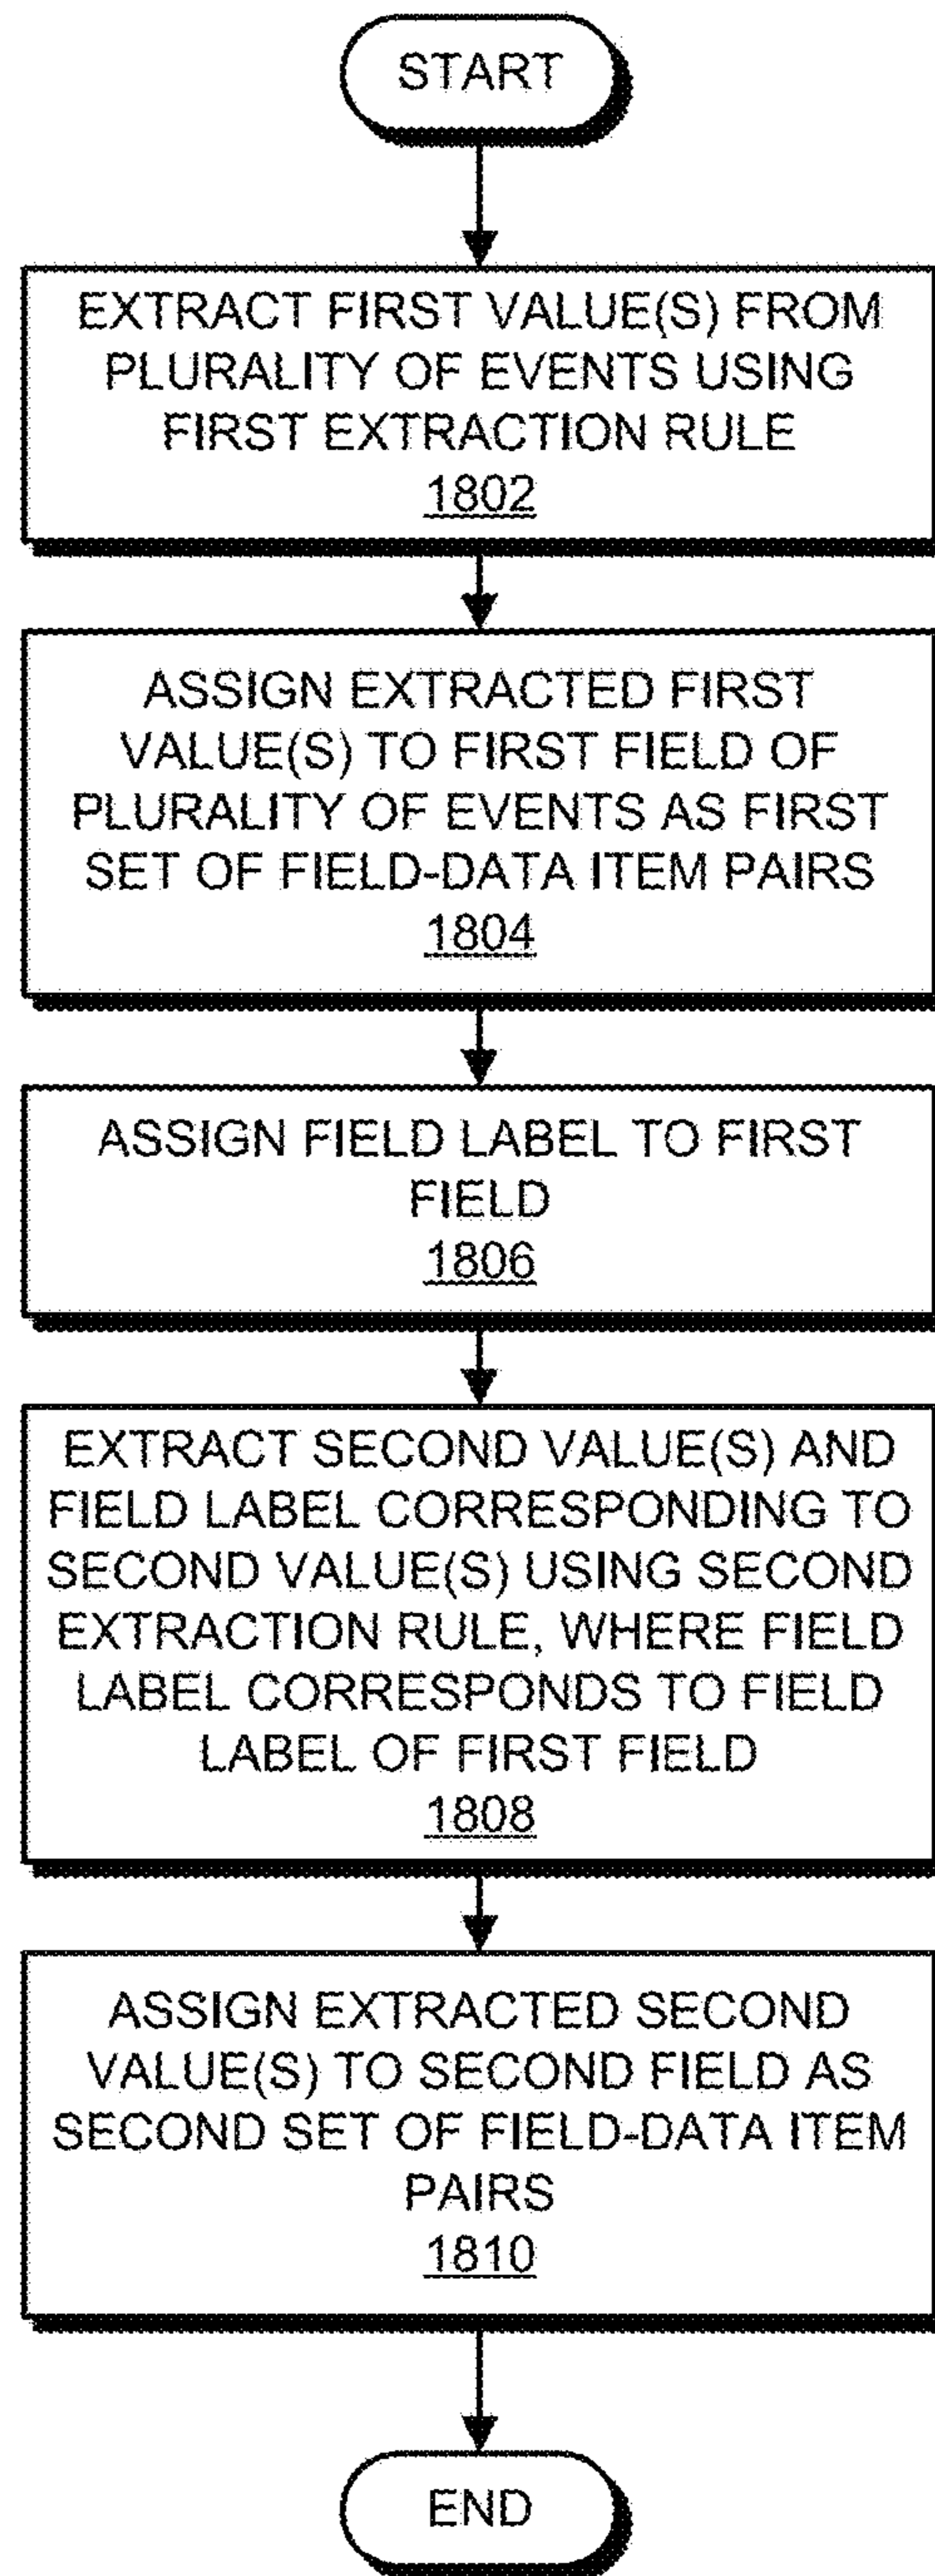 START
EXTRACT FIRST VALUE(S) FROM
PLURALITY OF EVENTS USING
FIRST EXTRACTION RULE
1802
ASSIGN EXTRACTED FIRST
VALUE(S) TO FIRST FIELD OF
PLURALITY OF EVENTS AS FIRST
SET OF FIELD-DATA ITEM PAIRS
1804
ASSIGN FIELD LABEL TO FIRST
FIELD
1806
EXTRACT SECOND VALUE(S) AND
FIELD LABEL CORRESPONDING TO
SECOND VALUE(S) USING SECOND
EXTRACTION RULE, WHERE FIELD
LABEL CORRESPONDS TO FIELD
LABEL OF FIRST FIELD
1808
ASSIGN EXTRACTED SECOND
VALUE(S) TO SECOND FIELD AS
SECOND SET OF FIELD-DATA ITEM
PAIRS
1810
END